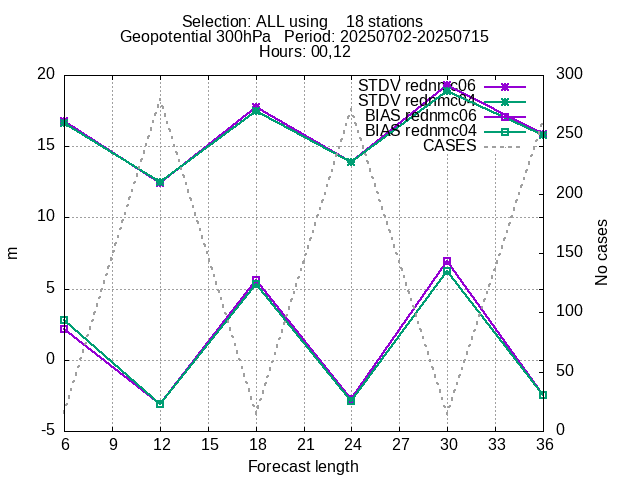 Selection: ALL using    18 stations
Geopotential 300hPa   Period: 20250702-20250715
Hours: 00,12
20
15
10
5
0
-5
m
STDV rednmc06
STDV rednmc04
BIAS rednmc06
BIAS rednmc04
CASES
300
250
200
150
100
50
0
No cases
6 9 12 15 18 21 24 27 30 33 36
Forecast length